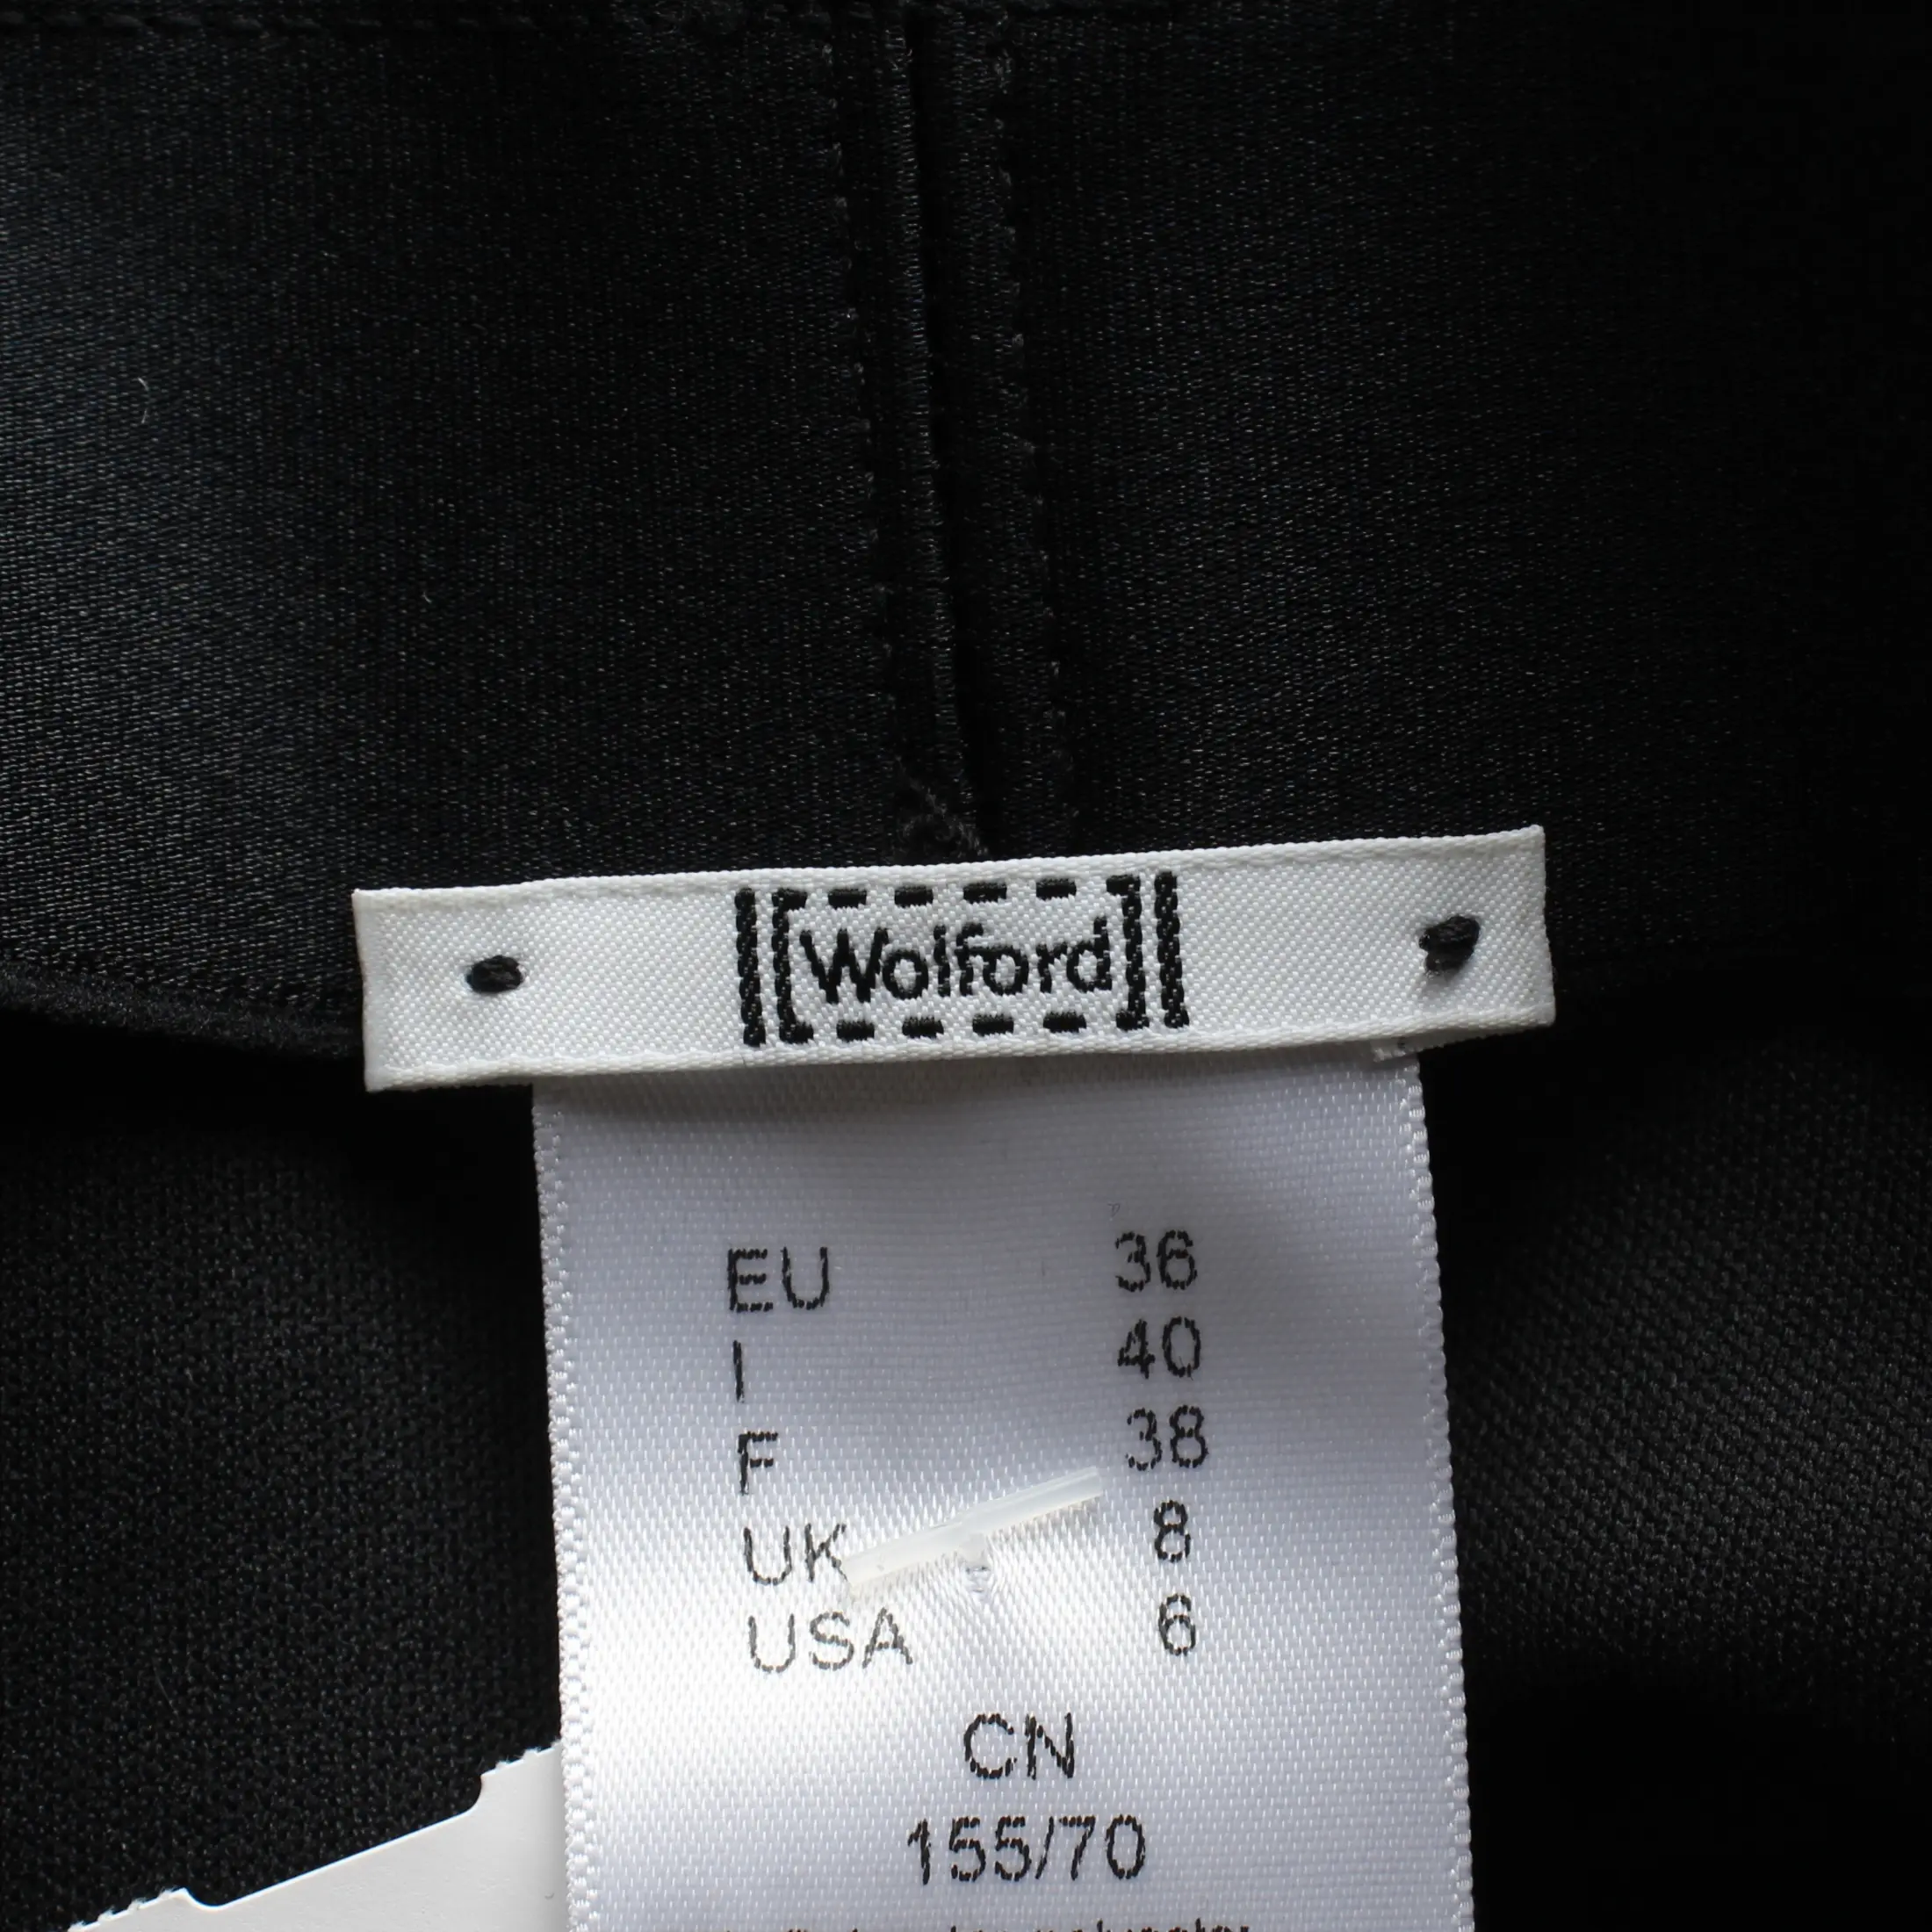 Wolford
EU 36
I 40
F 38
UK 8
USA 6
CN
155/70